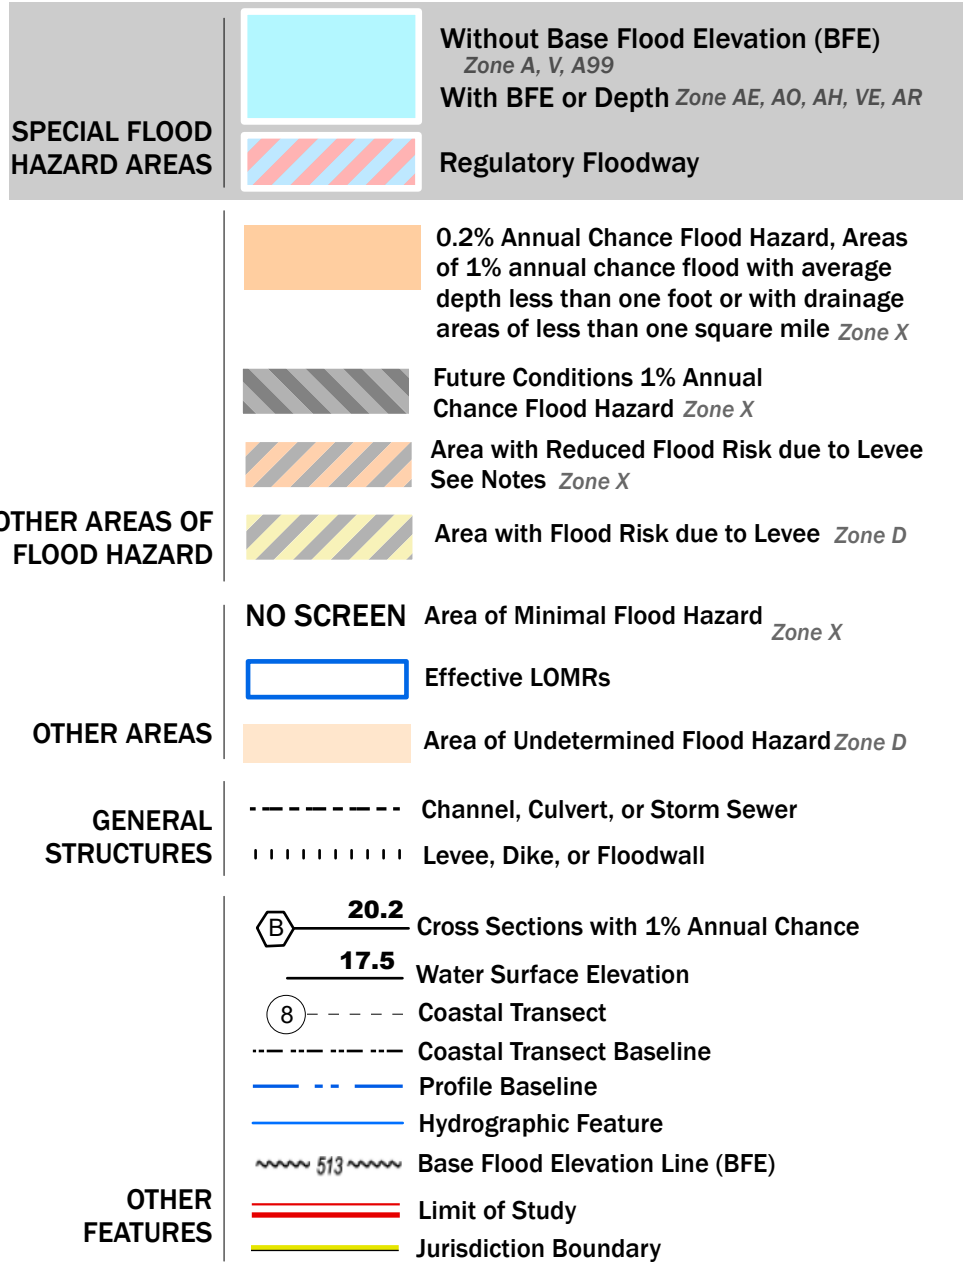 SPECIAL FLOOD
HAZARD AREAS
Without Base Flood Elevation (BFE)
Zone A, V, A99
With BFE or Depth Zone AE, AO, AH, VE, AR
Regulatory Floodway
OTHER AREAS OF
FLOOD HAZARD
0.2% Annual Chance Flood Hazard, Areas
of 1% annual chance flood with average
depth less than one foot or with drainage
areas of less than one square mile Zone X
Future Conditions 1% Annual
Chance Flood Hazard Zone X
Area with Reduced Flood Risk due to Levee
See Notes Zone X
Area with Flood Risk due to Levee Zone D
OTHER AREAS
NO SCREEN Area of Minimal Flood Hazard Zone X
Effective LOMRs
Area of Undetermined Flood Hazard Zone D
GENERAL
STRUCTURES
Channel, Culvert, or Storm Sewer
Levee, Dike, or Floodwall
OTHER
FEATURES
B 20.2 Cross Sections with 1% Annual Chance
17.5 Water Surface Elevation
8 Coastal Transect
Coastal Transect Baseline
Profile Baseline
Hydrographic Feature
513 Base Flood Elevation Line (BFE)
Limit of Study
Jurisdiction Boundary